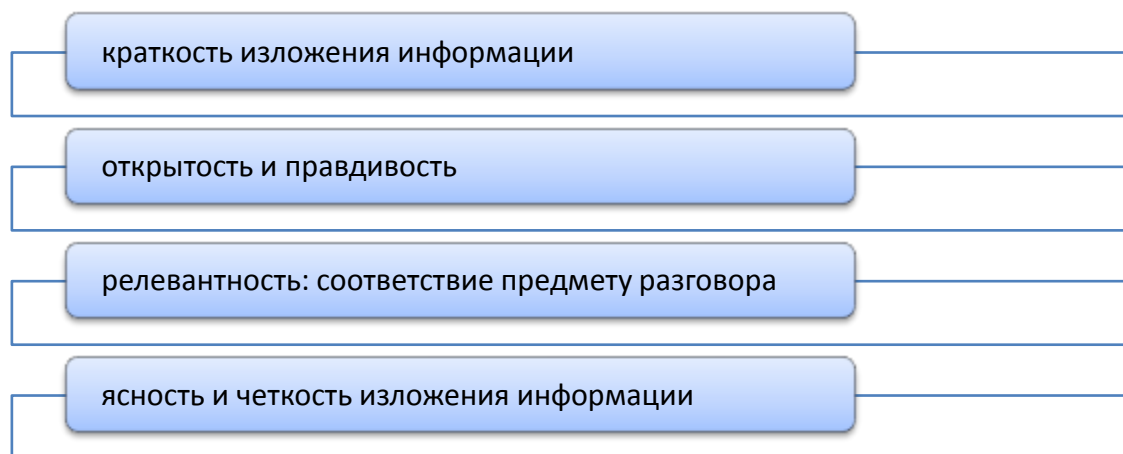 краткость изложения информации
открытость и правдивость
релевантность: соответствие предмету разговора
ясность и четкость изложения информации